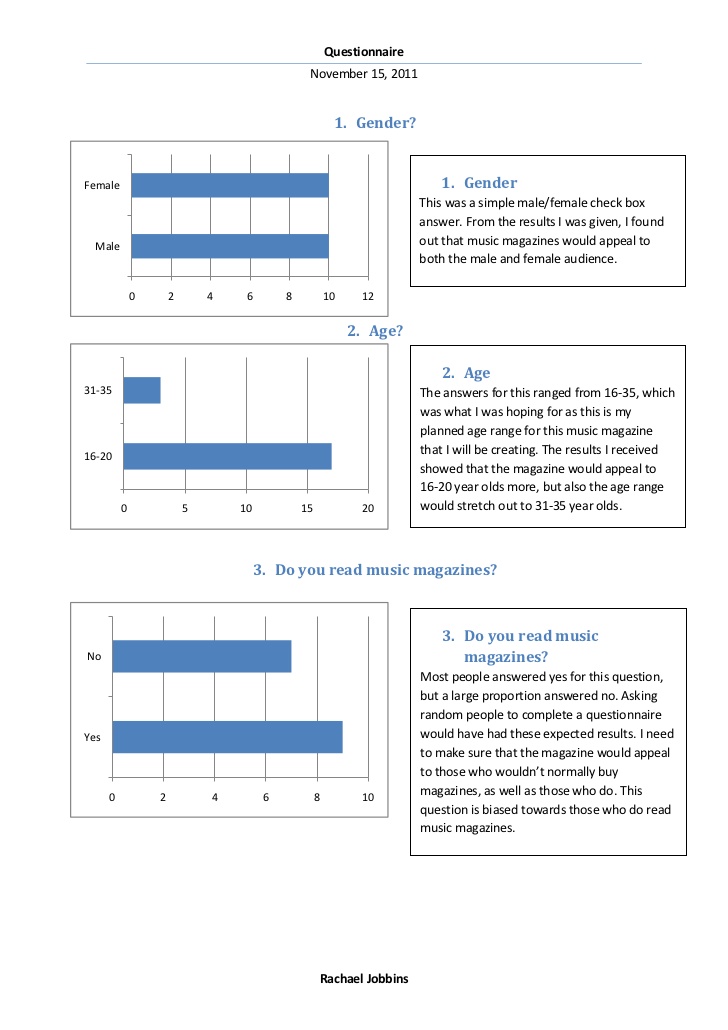 Questionnaire
November 15, 2011
1. Gender?
Female
Male
0 2 4 6 8 10 12
1. Gender
This was a simple male/female check box
answer. From the results I was given, I found
out that music magazines would appeal to
both the male and female audience.
2. Age?
31-35
16-20
0 5 10 15 20
2. Age
The answers for this ranged from 16-35, which
was what I was hoping for as this is my
planned age range for this music magazine
that I will be creating. The results I received
showed that the magazine would appeal to
16-20 year olds more, but also the age range
would stretch out to 31-35 year olds.
3. Do you read music magazines?
No
Yes
0 2 4 6 8 10
3. Do you read music
magazines?
Most people answered yes for this question,
but a large proportion answered no. Asking
random people to complete a questionnaire
would have had these expected results. I need
to make sure that the magazine would appeal
to those who wouldn’t normally buy
magazines, as well as those who do. This
question is biased towards those who do read
music magazines.
Rachael Jobbins